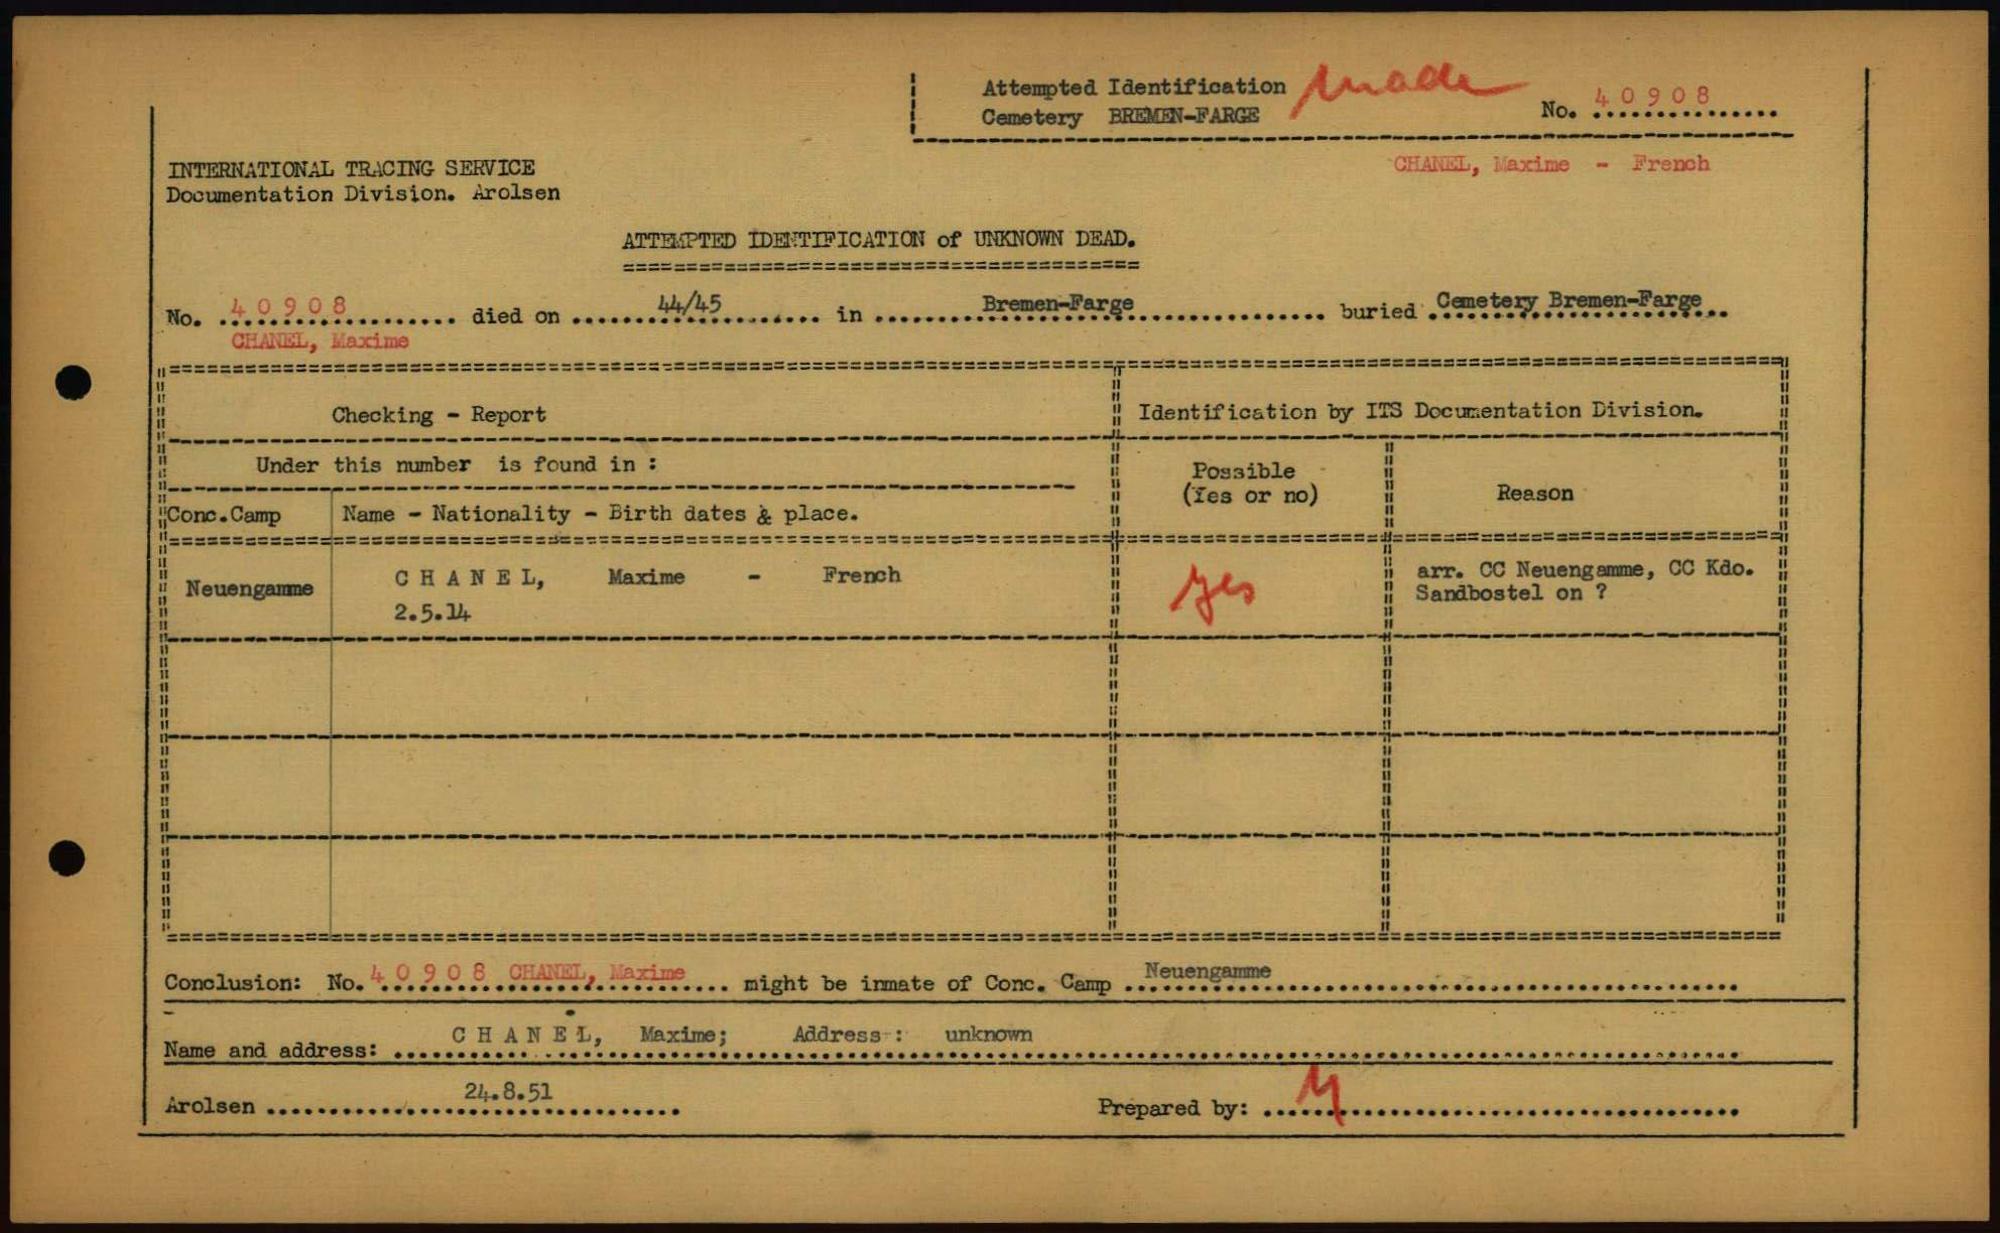 Attempted Identification made
Cemetery BREMEN-FARGE No. 40908
CHANEL, Maxime - French
INTERNATIONAL TRACING SERVICE
Documentation Division. Arolsen
ATTEMPTED IDENTIFICATION of UNKNOWN DEAD.
No. 40908 died on 44/45 in Bremen-Farge buried Cemetery Bremen-Farge
CHANEL, Maxime
Checking - Report Identification by ITS Documentation Division.
Under this number is found in :
Possible
(Yes or no) Reason
Conc.Camp Name - Nationality - Birth dates & place.
Neuengamme C H A N E L, Maxime - French yes arr. CC Neuengamme, CC Kdo.
2.5.14 Sandbostel on ?
Conclusion: No. 40908 CHANEL, Maxime might be inmate of Conc. Camp Neuengamme
Name and address: C H A N E L, Maxime; Address : unknown
Arolsen 24.8.51 Prepared by: